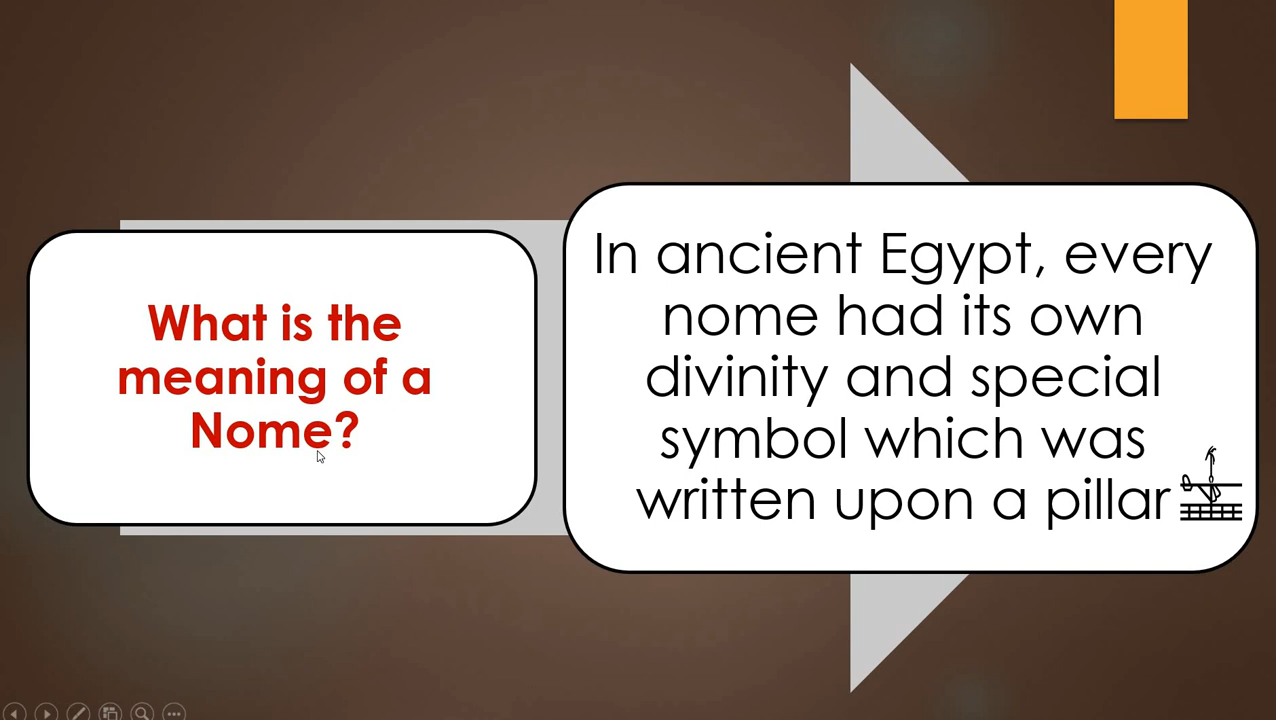 What is the
meaning of a
Nome?
In ancient Egypt, every
nome had its own
divinity and special
symbol which was
written upon a pillar